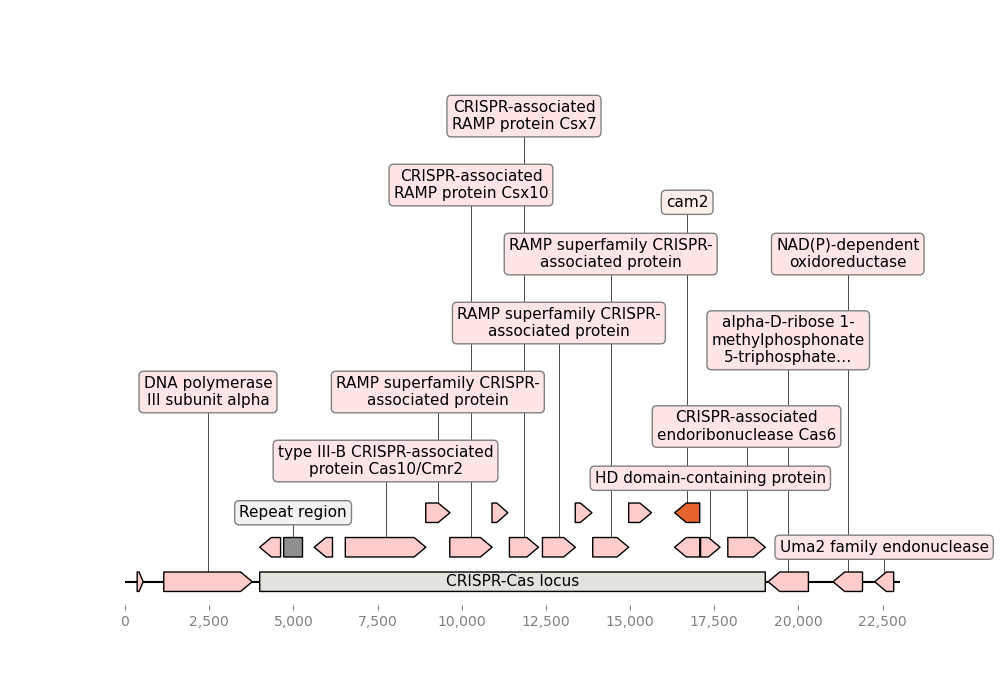 CRISPR-associated
RAMP protein Csx7
CRISPR-associated
RAMP protein Csx10
cam2
RAMP superfamily CRISPR-
associated protein
NAD(P)-dependent
oxidoreductase
RAMP superfamily CRISPR-
associated protein
alpha-D-ribose 1-
methylphosphonate
5-triphosphate...
DNA polymerase
III subunit alpha
RAMP superfamily CRISPR-
associated protein
CRISPR-associated
endoribonuclease Cas6
type III-B CRISPR-associated
protein Cas10/Cmr2
HD domain-containing protein
Repeat region
Uma2 family endonuclease
CRISPR-Cas locus
0 2,500 5,000 7,500 10,000 12,500 15,000 17,500 20,000 22,500